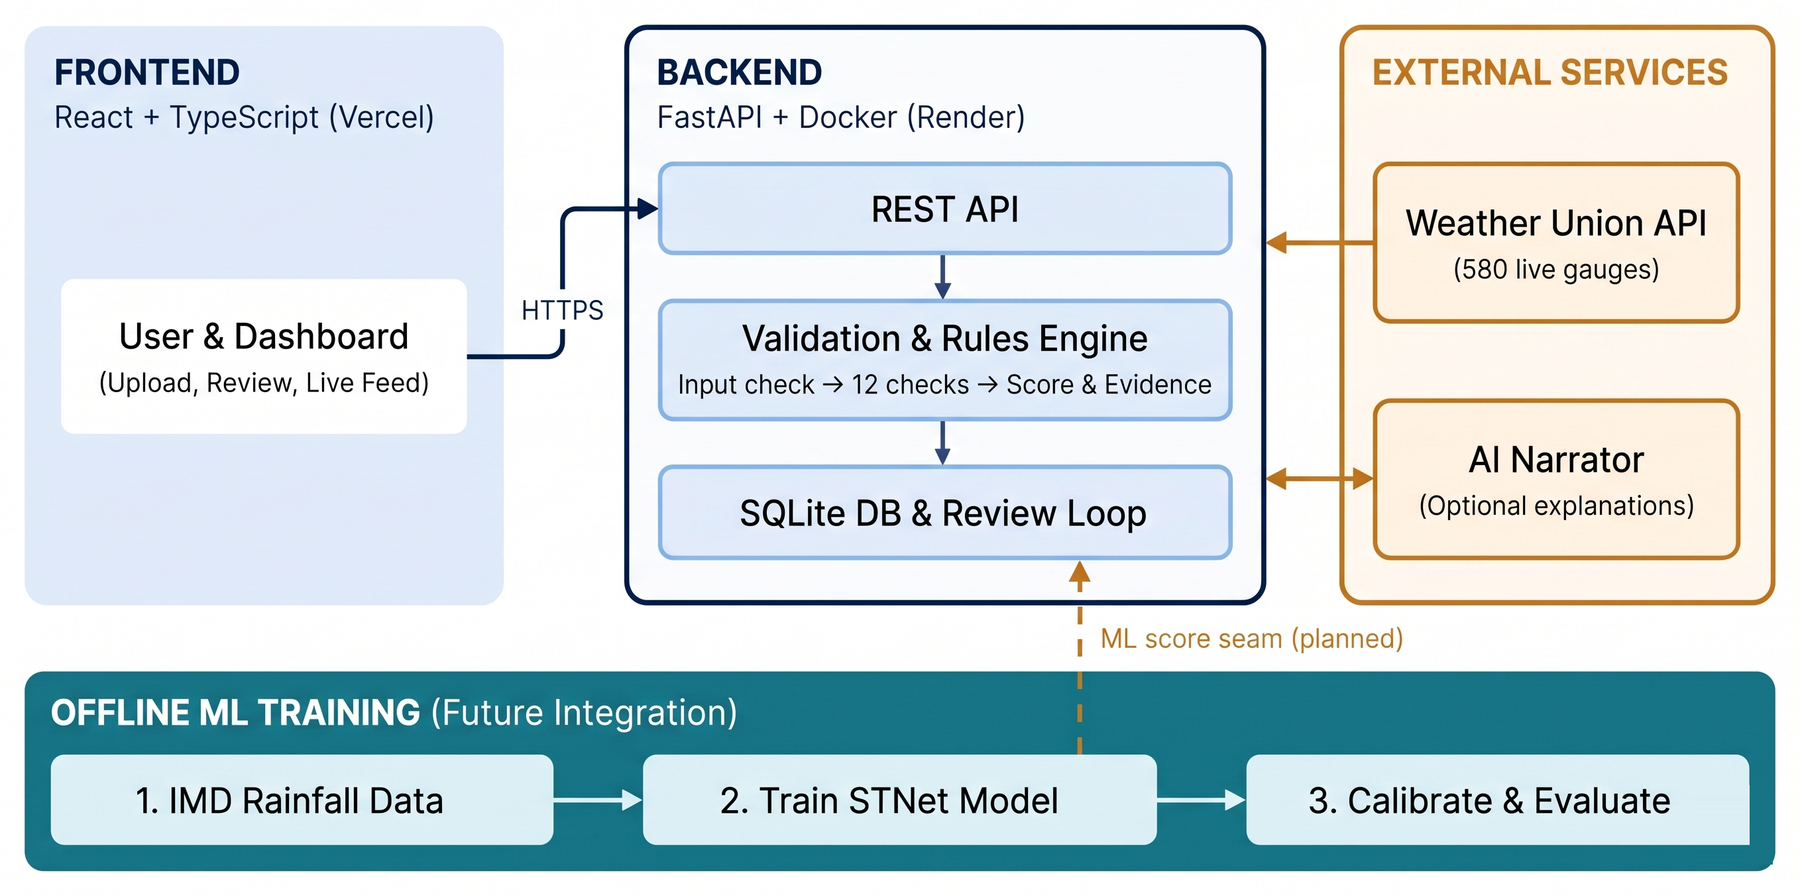 FRONTEND
React + TypeScript (Vercel)
User & Dashboard
(Upload, Review, Live Feed)
HTTPS
BACKEND
FastAPI + Docker (Render)
REST API
Validation & Rules Engine
Input check → 12 checks → Score & Evidence
SQLite DB & Review Loop
EXTERNAL SERVICES
Weather Union API
(580 live gauges)
AI Narrator
(Optional explanations)
ML score seam (planned)
OFFLINE ML TRAINING (Future Integration)
1. IMD Rainfall Data
2. Train STNet Model
3. Calibrate & Evaluate